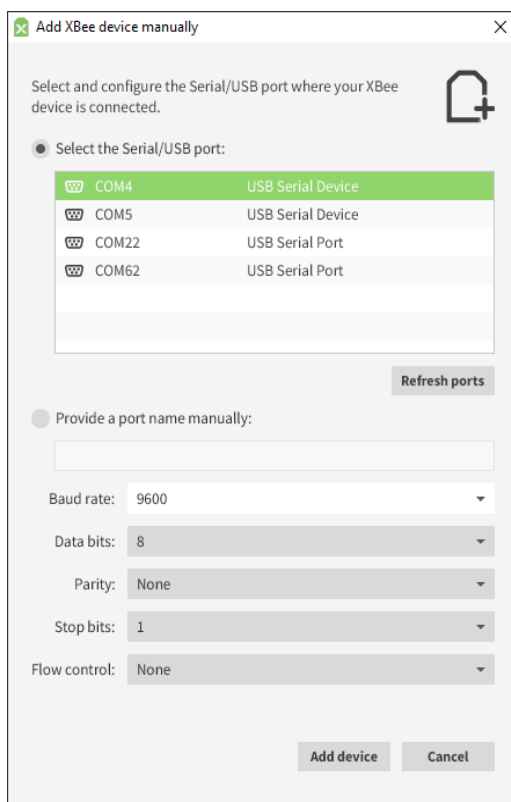 Add XBee device manually
Select and configure the Serial/USB port where your XBee
device is connected.
Select the Serial/USB port:
COM4 USB Serial Device
COM5 USB Serial Device
COM22 USB Serial Port
COM62 USB Serial Port
Refresh ports
Provide a port name manually:
Baud rate: 9600
Data bits: 8
Parity: None
Stop bits: 1
Flow control: None
Add device Cancel